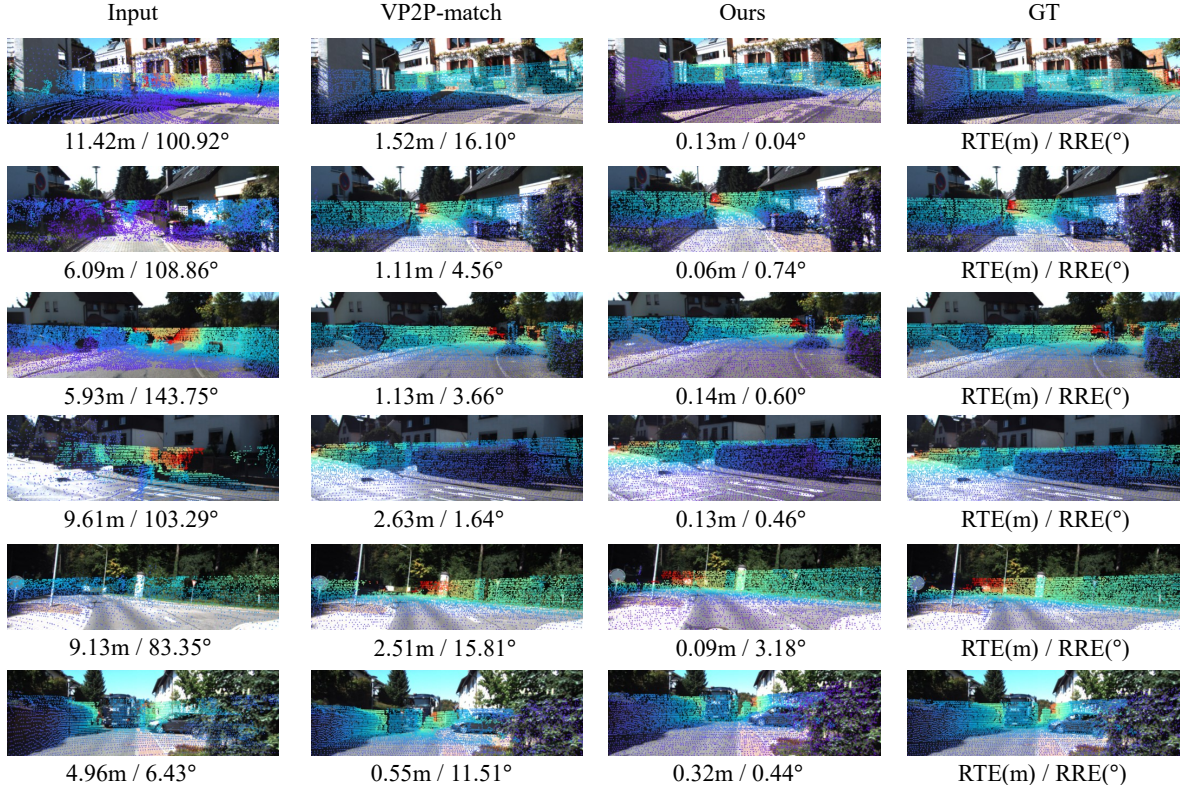 Input VP2P-match Ours GT
11.42m / 100.92° 1.52m / 16.10° 0.13m / 0.04° RTE(m) / RRE(°)
6.09m / 108.86° 1.11m / 4.56° 0.06m / 0.74° RTE(m) / RRE(°)
5.93m / 143.75° 1.13m / 3.66° 0.14m / 0.60° RTE(m) / RRE(°)
9.61m / 103.29° 2.63m / 1.64° 0.13m / 0.46° RTE(m) / RRE(°)
9.13m / 83.35° 2.51m / 15.81° 0.09m / 3.18° RTE(m) / RRE(°)
4.96m / 6.43° 0.55m / 11.51° 0.32m / 0.44° RTE(m) / RRE(°)